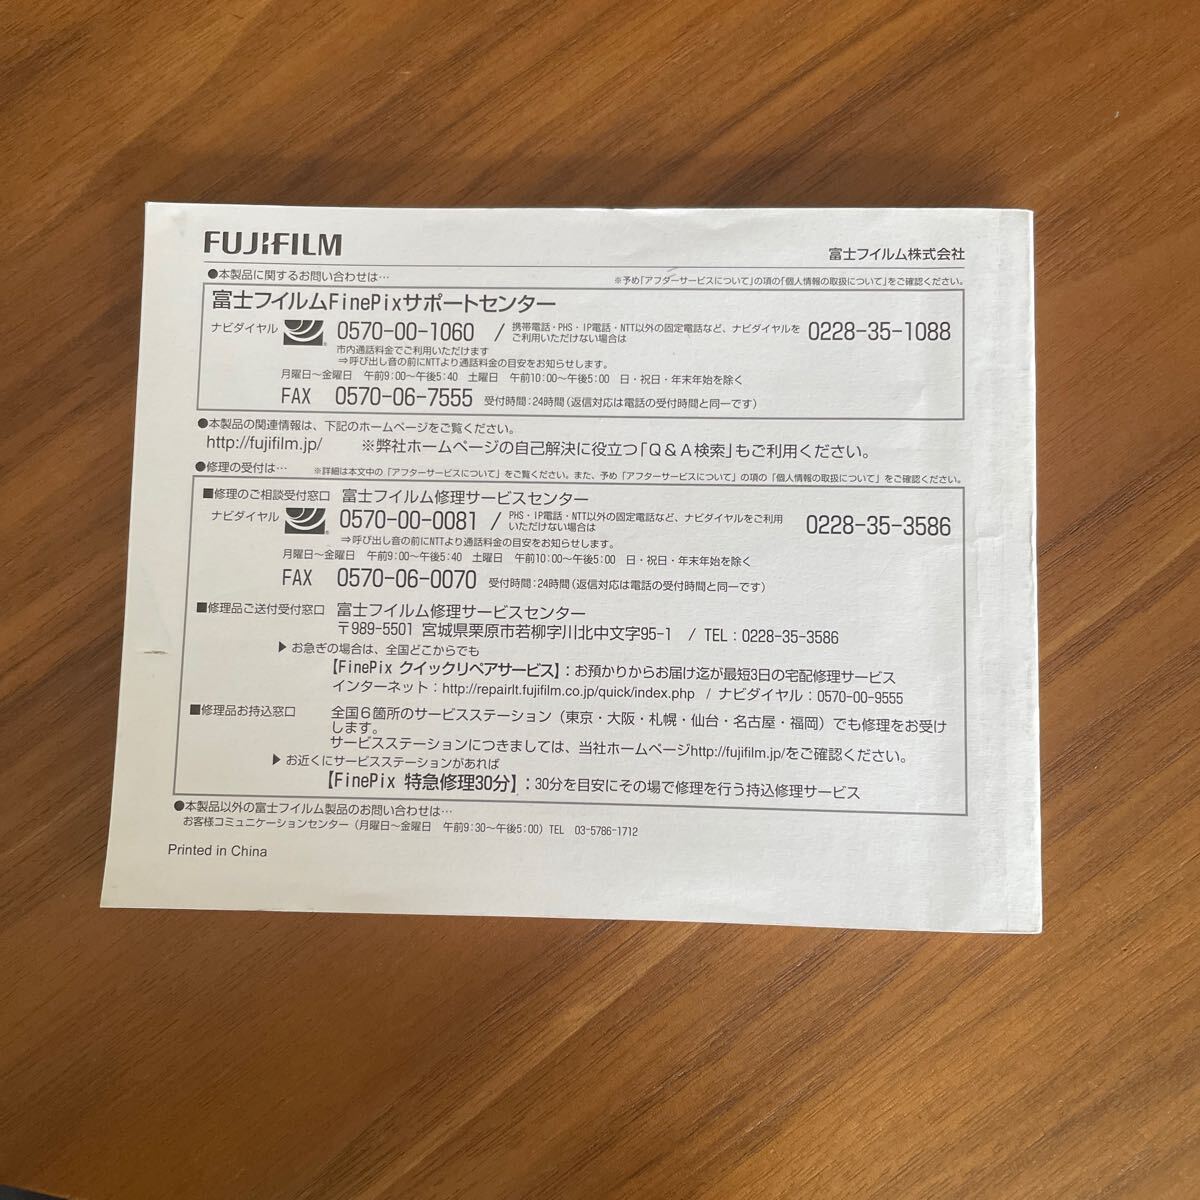 FUJIFILM
富士フイルム株式会社
●本製品に関するお問い合わせは…
※予め「アフターサービスについて」の項の「個人情報の取扱について」をご確認ください。
富士フイルムFinePixサポートセンター
ナビダイヤル 0570-00-1060 / 携帯電話・PHS・IP電話・NTT以外の固定電話など、ナビダイヤルを 0228-35-1088
ご利用いただけない場合は
市内通話料金でご利用いただけます
⇒呼び出し音の前にNTTより通話料金の目安をお知らせします。
月曜日〜金曜日 午前9:00〜午後5:40 土曜日 午前10:00〜午後5:00 日・祝日・年末年始を除く
FAX 0570-06-7555 受付時間:24時間(返信対応は電話の受付時間と同一です)
●本製品の関連情報は、下記のホームページをご覧ください。
http://fujifilm.jp/ ※弊社ホームページの自己解決に役立つ「Q&A検索」もご利用ください。
●修理の受付は… ※詳細は本文中の「アフターサービスについて」をご覧ください。また、予め「アフターサービスについて」の項の「個人情報の取扱について」をご確認ください。
■修理のご相談受付窓口 富士フイルム修理サービスセンター
ナビダイヤル 0570-00-0081 / PHS・IP電話・NTT以外の固定電話など、ナビダイヤルをご利用 0228-35-3586
いただけない場合は
⇒呼び出し音の前にNTTより通話料金の目安をお知らせします。
月曜日〜金曜日 午前9:00〜午後5:40 土曜日 午前10:00〜午後5:00 日・祝日・年末年始を除く
FAX 0570-06-0070 受付時間:24時間(返信対応は電話の受付時間と同一です)
■修理品ご送付受付窓口 富士フイルム修理サービスセンター
〒989-5501 宮城県栗原市若柳字川北中文字95-1 / TEL:0228-35-3586
▶お急ぎの場合は、全国どこからでも
【FinePix クイックリペアサービス】:お預かりからお届け迄が最短3日の宅配修理サービス
インターネット:http://repairlt.fujifilm.co.jp/quick/index.php / ナビダイヤル:0570-00-9555
■修理品お持込窓口 全国6箇所のサービスステーション(東京・大阪・札幌・仙台・名古屋・福岡)でも修理をお受け
します。
サービスステーションにつきましては、当社ホームページhttp://fujifilm.jp/をご確認ください。
▶お近くにサービスステーションがあれば
【FinePix 特急修理30分】:30分を目安にその場で修理を行う持込修理サービス
●本製品以外の富士フイルム製品のお問い合わせは…
お客様コミュニケーションセンター(月曜日〜金曜日 午前9:30〜午後5:00)TEL 03-5786-1712
Printed in China